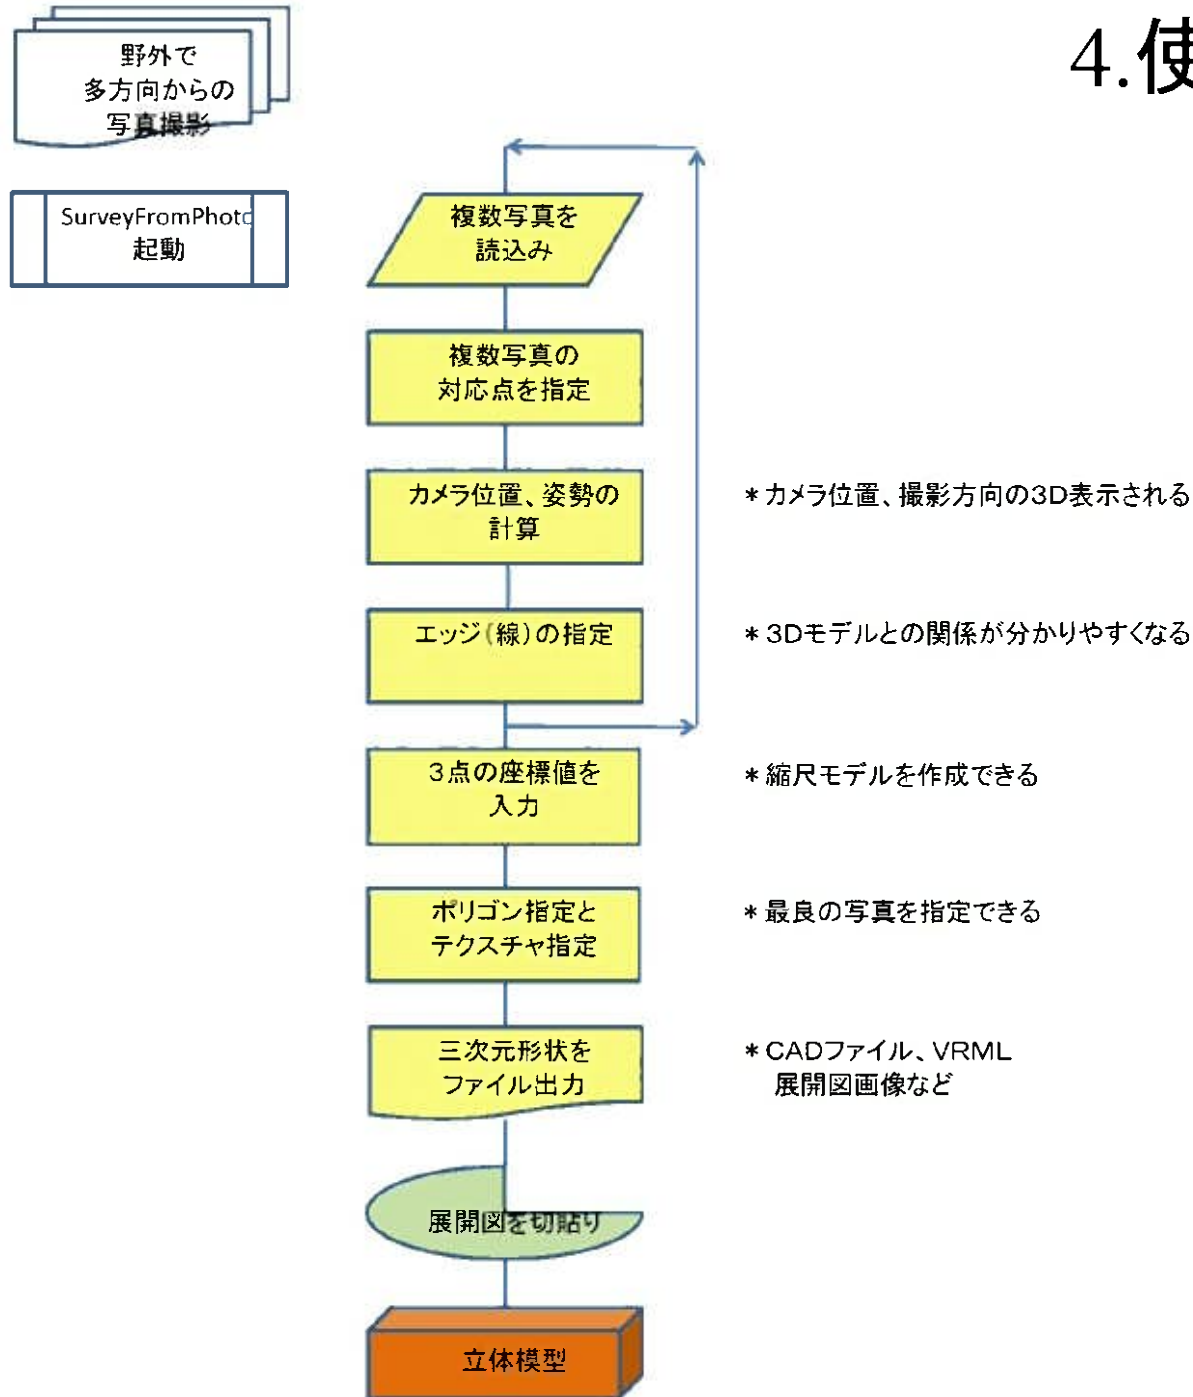 4.使
野外で
多方向からの
写真撮影
SurveyFromPhoto
起動
複数写真を
読込み
複数写真の
対応点を指定
カメラ位置、姿勢の
計算
*カメラ位置、撮影方向の3D表示される
エッジ(線)の指定
*3Dモデルとの関係が分かりやすくなる
3点の座標値を
入力
*縮尺モデルを作成できる
ポリゴン指定と
テクスチャ指定
*最良の写真を指定できる
三次元形状を
ファイル出力
*CADファイル、VRML
展開図画像など
展開図を切貼り
立体模型